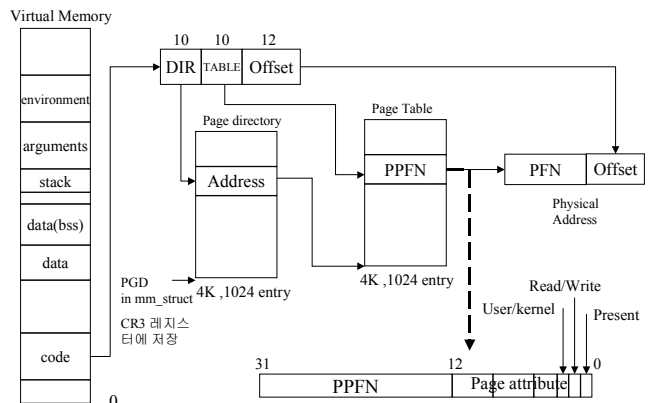 Virtual Memory
environment
arguments
stack
data(bss)
data
code
0
10 10 12
DIR TABLE Offset
Page directory
Address
4K ,1024 entry
PGD
in mm_struct
CR3 레지스
터에 저장
Page Table
PPFN
4K ,1024 entry
PFN Offset
Physical
Address
Read/Write
User/kernel
Present
31 12 0
PPFN Page attribute